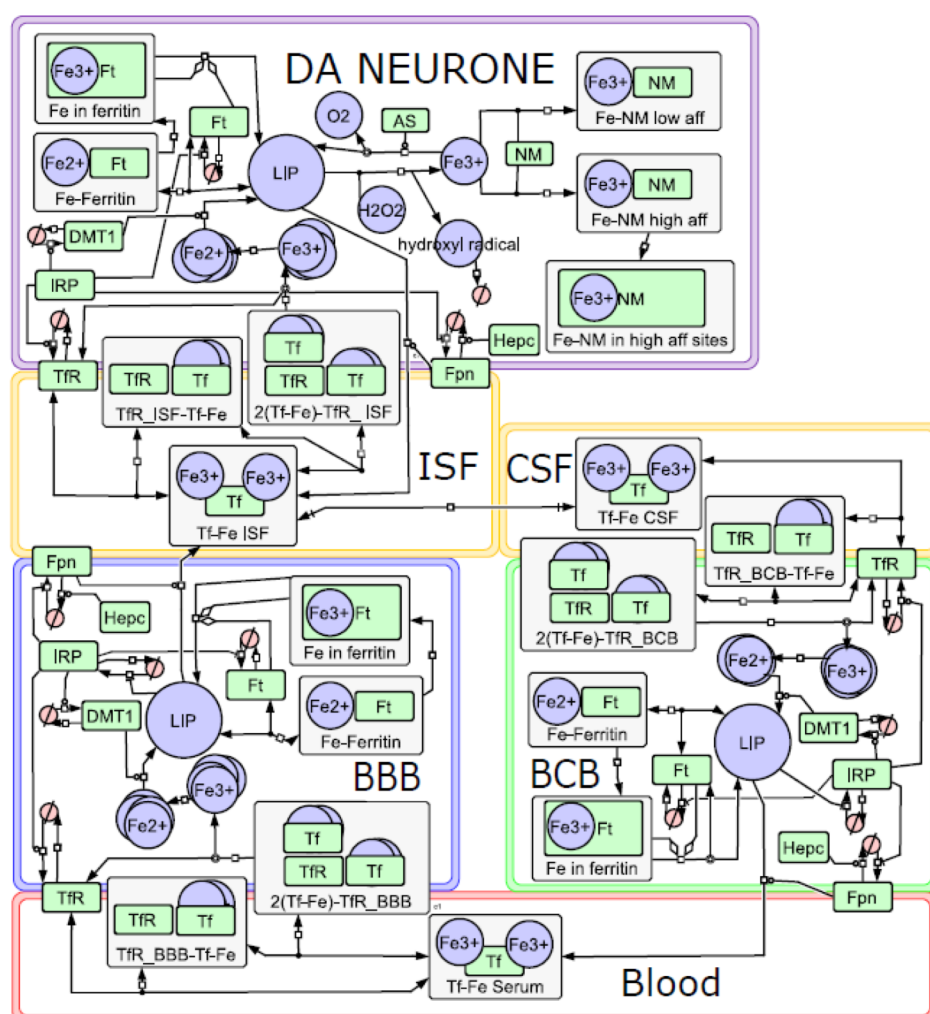 DA NEURONE
Fe3+ Ft
Fe in ferritin
Fe2+ Ft
Fe-Ferritin
Ft
O2
AS
LIP
Fe3+
NM
H2O2
hydroxyl radical
Fe3+ NM
Fe-NM low aff
Fe3+ NM
Fe-NM high aff
Fe3+ NM
Fe-NM in high aff sites
DMT1
Fe2+
Fe3+
IRP
Hepc
TfR
Fpn
TfR Tf
TfR_ISF-Tf-Fe
Tf
TfR Tf
2(Tf-Fe)-TfR_ISF
Fe3+ Fe3+
Tf
Tf-Fe ISF
ISF
CSF
Fe3+ Fe3+
Tf
Tf-Fe CSF
TfR Tf
TfR_BCB-Tf-Fe
TfR
Tf
TfR Tf
2(Tf-Fe)-TfR_BCB
Fpn
Hepc
IRP
DMT1
LIP
Ft
Fe3+ Ft
Fe in ferritin
Fe2+ Ft
Fe-Ferritin
Fe2+
Fe3+
BBB
TfR
Tf
TfR Tf
2(Tf-Fe)-TfR_BBB
TfR Tf
TfR_BBB-Tf-Fe
Fe2+
Fe3+
Fe2+ Ft
Fe-Ferritin
LIP
DMT1
IRP
BCB
Ft
Fe3+ Ft
Fe in ferritin
Hepc
Fpn
c1
Fe3+ Fe3+
Tf
Tf-Fe Serum
Blood